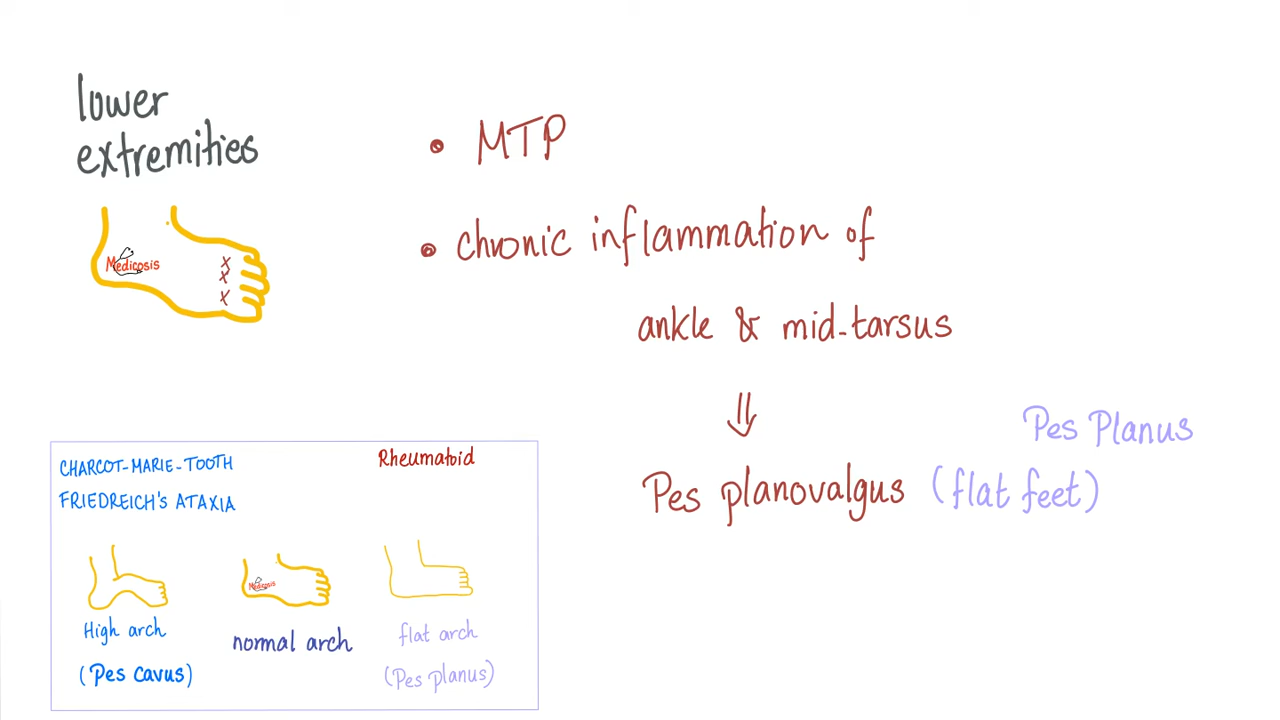 lower
extremities
Medicosis
• MTP
• chronic inflammation of
ankle & mid-tarsus
⇓
Pes planovalgus (flat feet)
Pes Planus
CHARCOT-MARIE-TOOTH
FRIEDREICH'S ATAXIA
Rheumatoid
Medicosis
High arch
(Pes cavus)
normal arch
flat arch
(Pes planus)